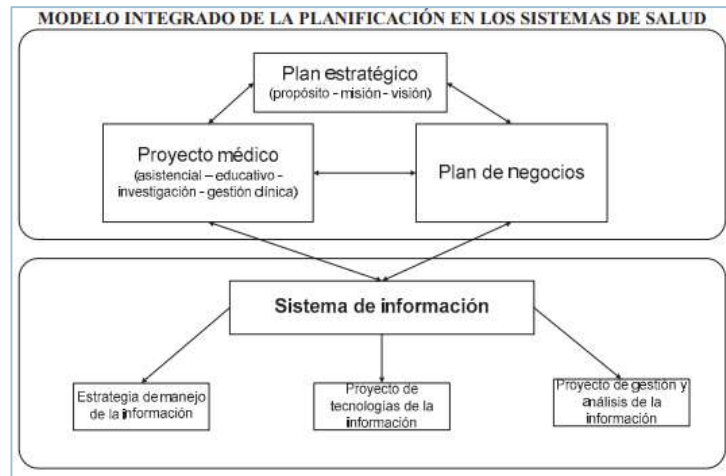 MODELO INTEGRADO DE LA PLANIFICACIÓN EN LOS SISTEMAS DE SALUD
Plan estratégico
(propósito - misión - visión)
Proyecto médico
(asistencial – educativo -
investigación - gestión clínica)
Plan de negocios
Sistema de información
Estrategia de manejo
de la información
Proyecto de
tecnologías de la
información
Proyecto de gestión y
análisis de la
información